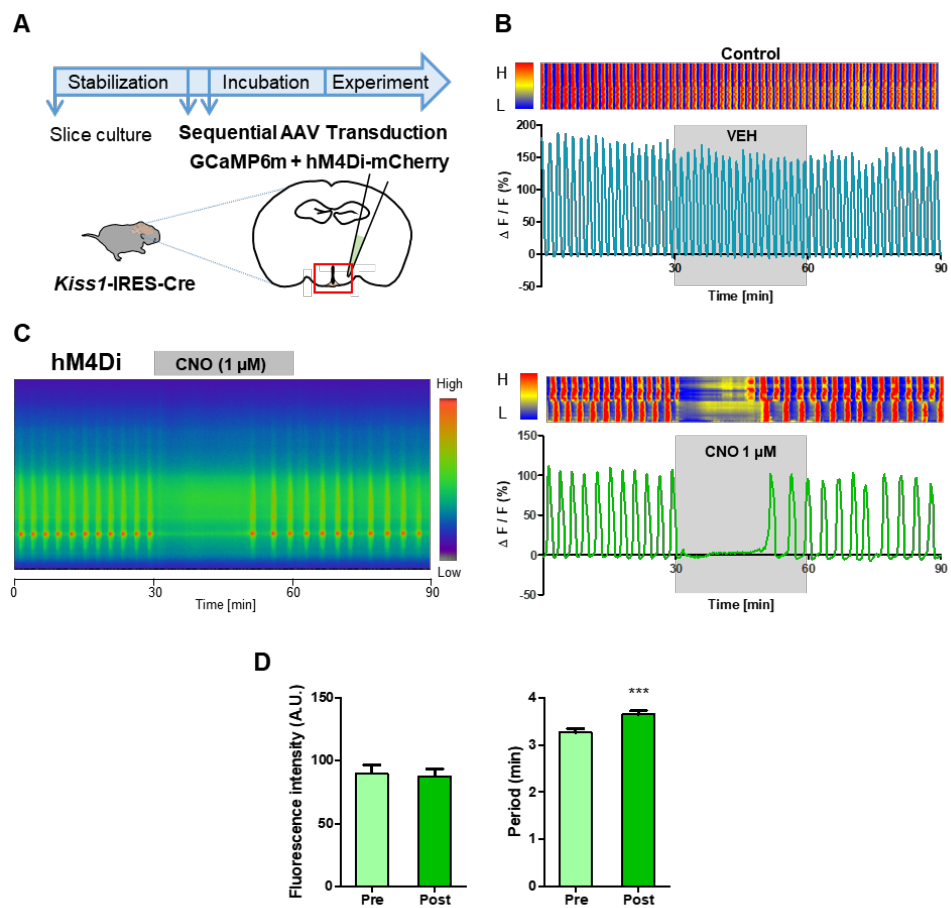 A
Stabilization
Incubation
Experiment
Slice culture
Sequential AAV Transduction
GCaMP6m + hM4Di-mCherry
Kiss1-IRES-Cre
B
Control
H
L
VEH
200
150
100
50
0
-50
Δ F / F (%)
30
60
90
Time [min]
C
hM4Di
CNO (1 μM)
High
Low
0
30
60
90
Time [min]
H
L
CNO 1 μM
150
100
50
0
-50
Δ F / F (%)
30
60
90
Time [min]
D
Fluorescence intensity (A.U.)
150
100
50
0
Pre
Post
Period (min)
4
3
2
1
0
***
Pre
Post